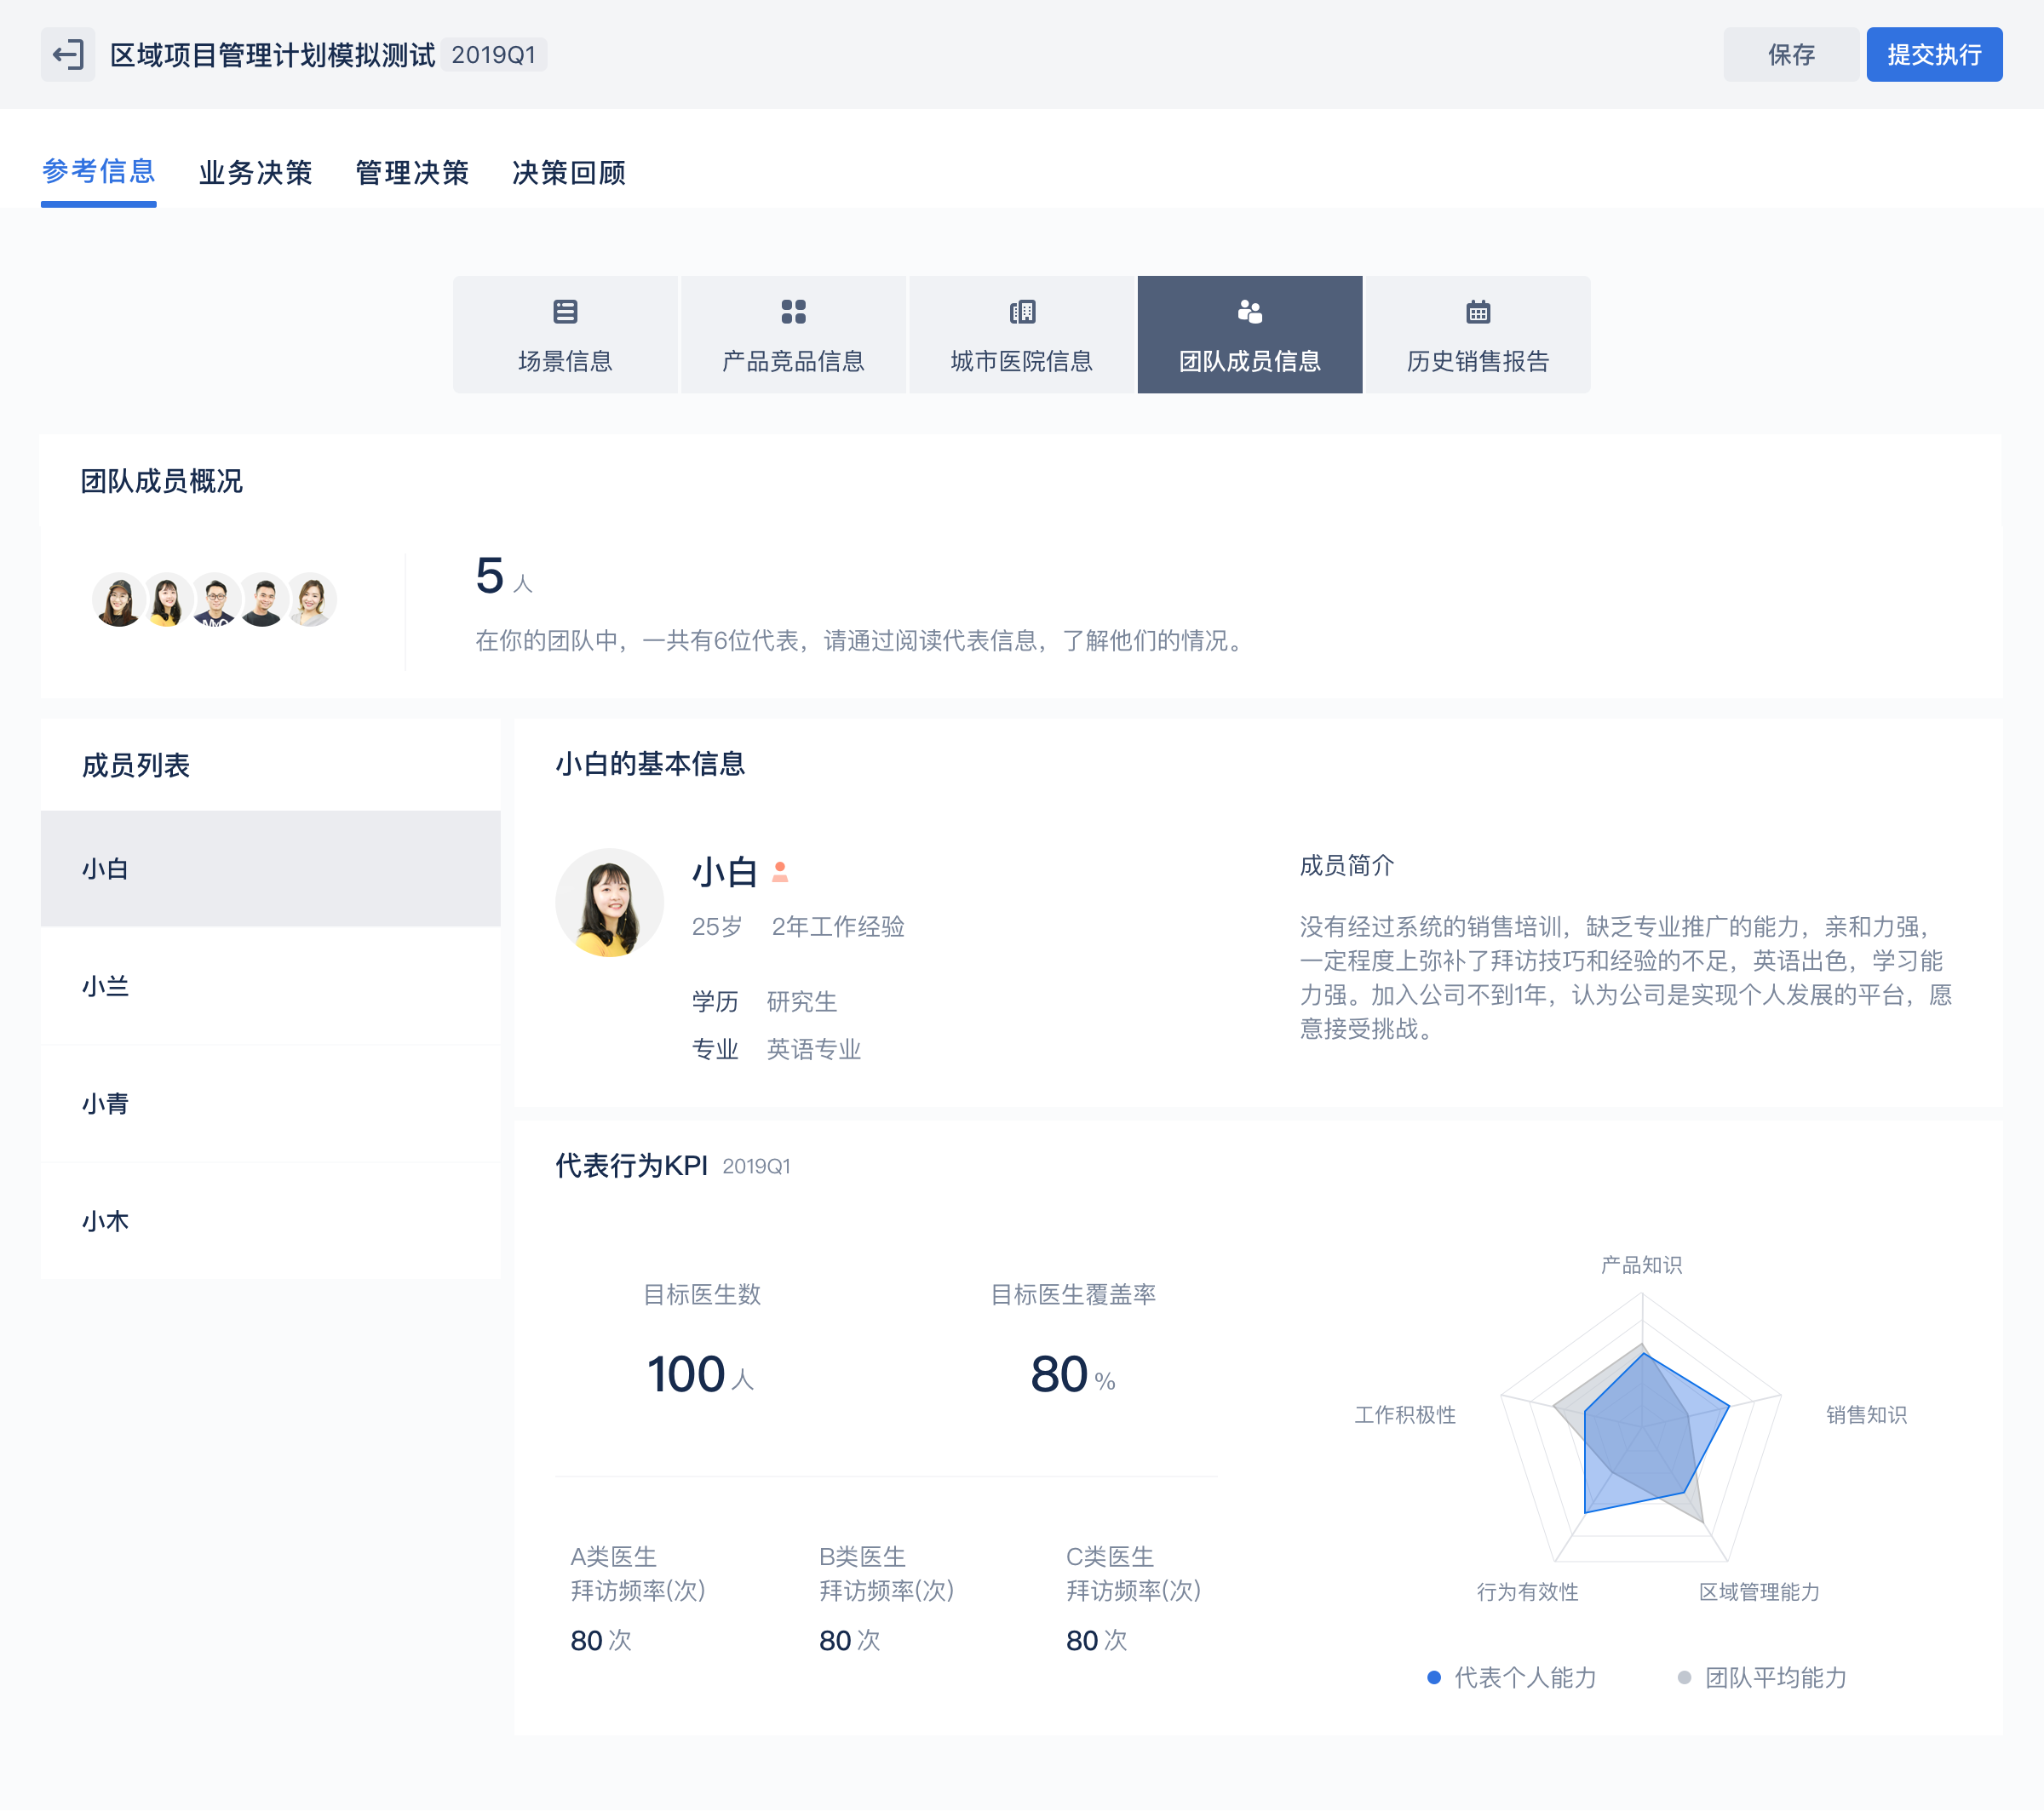 区域项目管理计划模拟测试 2019Q1
保存
提交执行
参考信息
业务决策
管理决策
决策回顾
场景信息
产品竞品信息
城市医院信息
团队成员信息
历史销售报告
团队成员概况
5 人
在你的团队中，一共有6位代表，请通过阅读代表信息，了解他们的情况。
成员列表
小白
小兰
小青
小木
小白的基本信息
小白
25岁 2年工作经验
学历 研究生
专业 英语专业
成员简介
没有经过系统的销售培训，缺乏专业推广的能力，亲和力强，
一定程度上弥补了拜访技巧和经验的不足，英语出色，学习能
力强。加入公司不到1年，认为公司是实现个人发展的平台，愿
意接受挑战。
代表行为KPI 2019Q1
目标医生数
100 人
目标医生覆盖率
80 %
A类医生
拜访频率(次)
80 次
B类医生
拜访频率(次)
80 次
C类医生
拜访频率(次)
80 次
产品知识
工作积极性
销售知识
行为有效性
区域管理能力
代表个人能力
团队平均能力